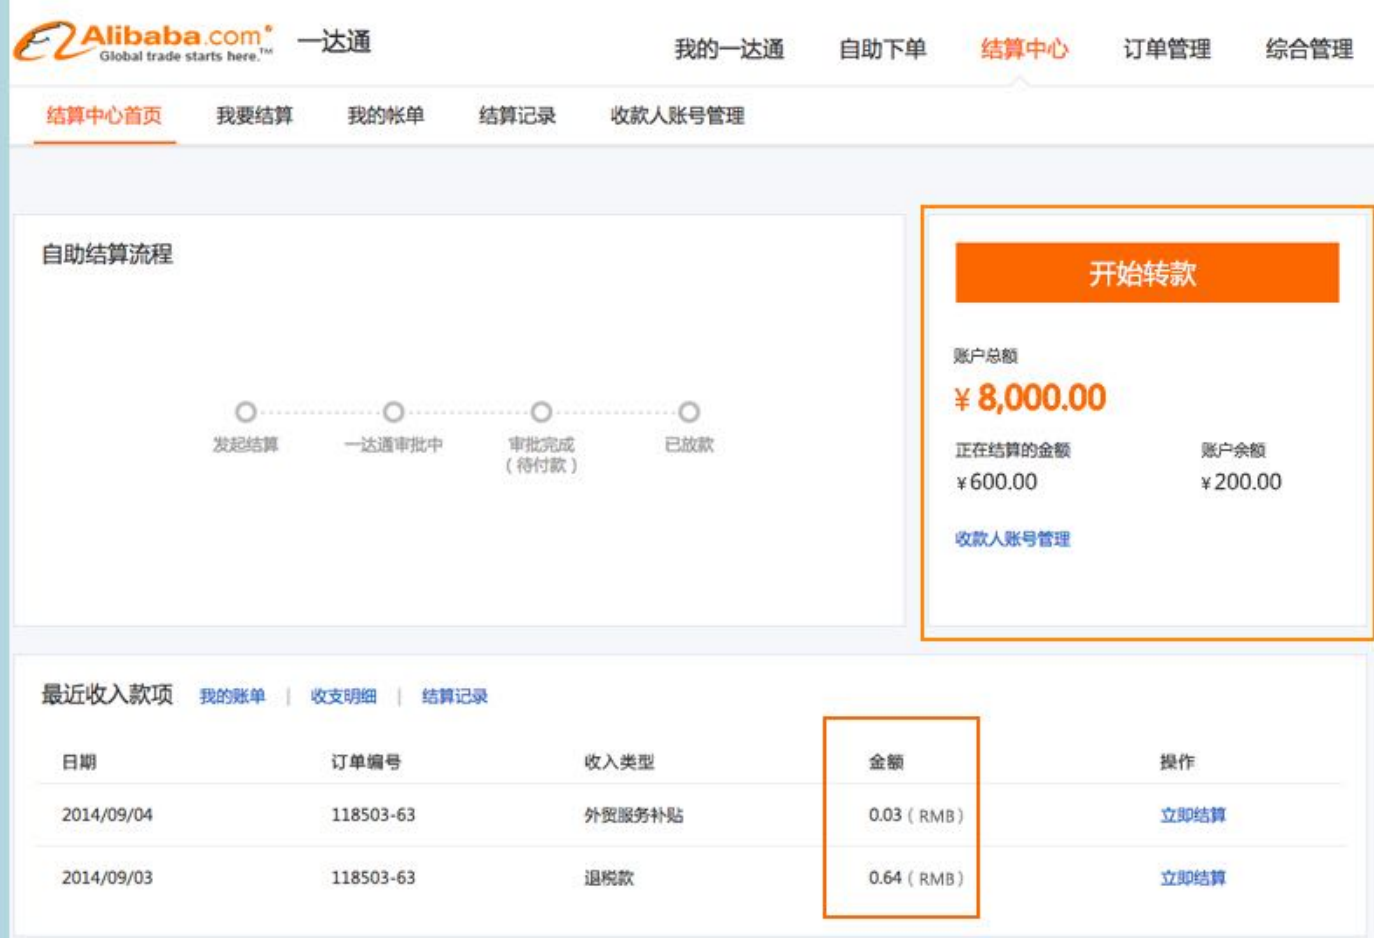 Alibaba.com®
Global trade starts here.™
一达通
我的一达通 自助下单 结算中心 订单管理 综合管理
结算中心首页 我要结算 我的帐单 结算记录 收款人账号管理
自助结算流程
发起结算 一达通审批中 审批完成 已放款
（待付款）
开始转款
账户总额
¥ 8,000.00
正在结算的金额 账户余额
¥600.00 ¥200.00
收款人账号管理
最近收入款项 我的账单 | 收支明细 | 结算记录
日期 订单编号 收入类型 金额 操作
2014/09/04 118503-63 外贸服务补贴 0.03（RMB） 立即结算
2014/09/03 118503-63 退税款 0.64（RMB） 立即结算